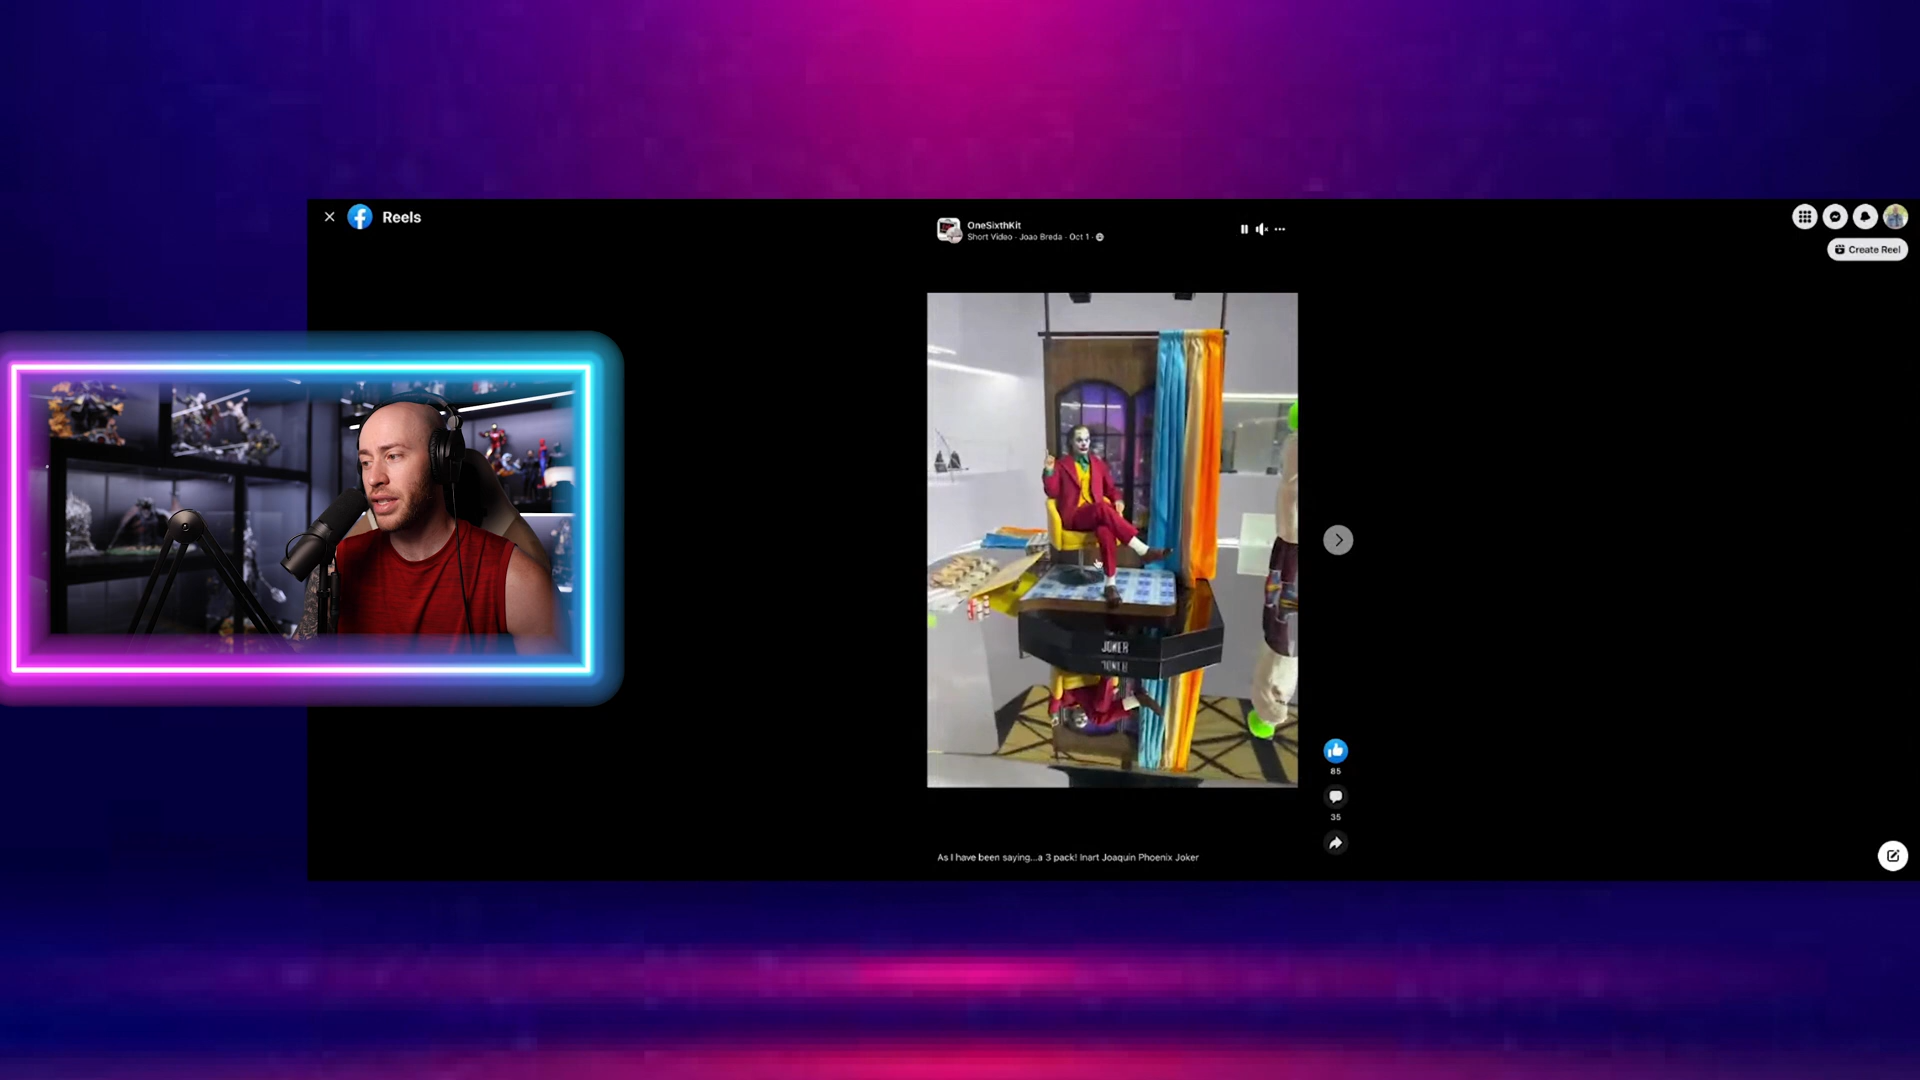 Reels
OneSixthKit
Short Video · Joao Breda · Oct 1 ·
Create Reel
JOKER
85
35
As I have been saying...a 3 pack! Inart Joaquin Phoenix Joker